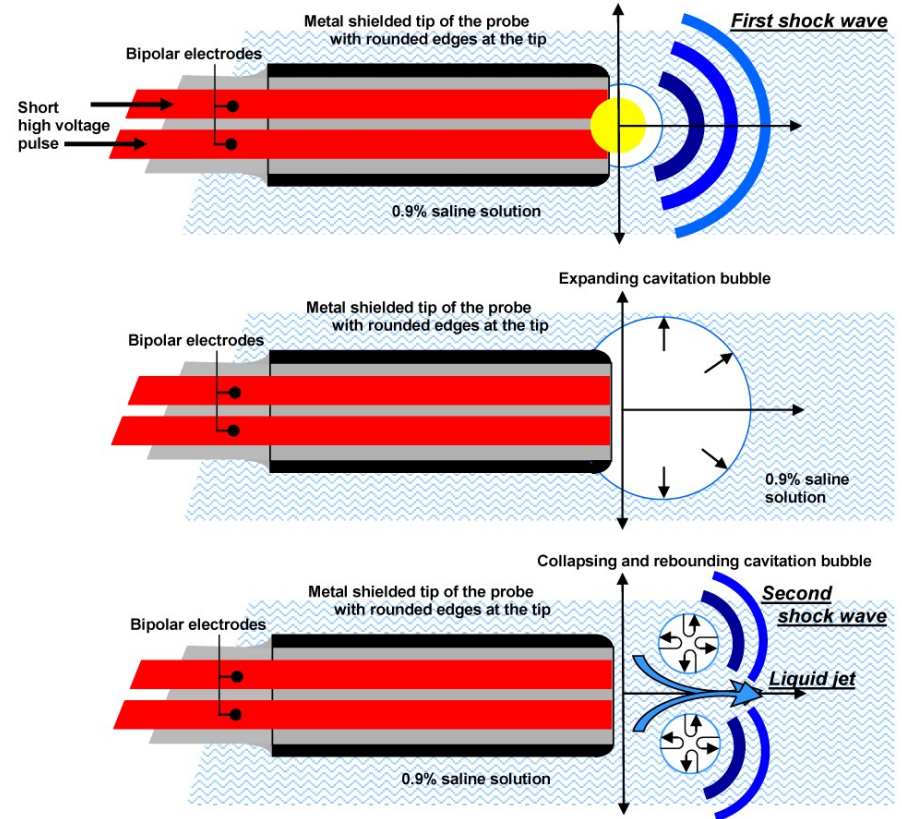 Metal shielded tip of the probe
with rounded edges at the tip
First shock wave
Bipolar electrodes
Short
high voltage
pulse
0.9% saline solution
Expanding cavitation bubble
Metal shielded tip of the probe
with rounded edges at the tip
Bipolar electrodes
0.9% saline
solution
Collapsing and rebounding cavitation bubble
Metal shielded tip of the probe
with rounded edges at the tip
Second
shock wave
Bipolar electrodes
Liquid jet
0.9% saline solution